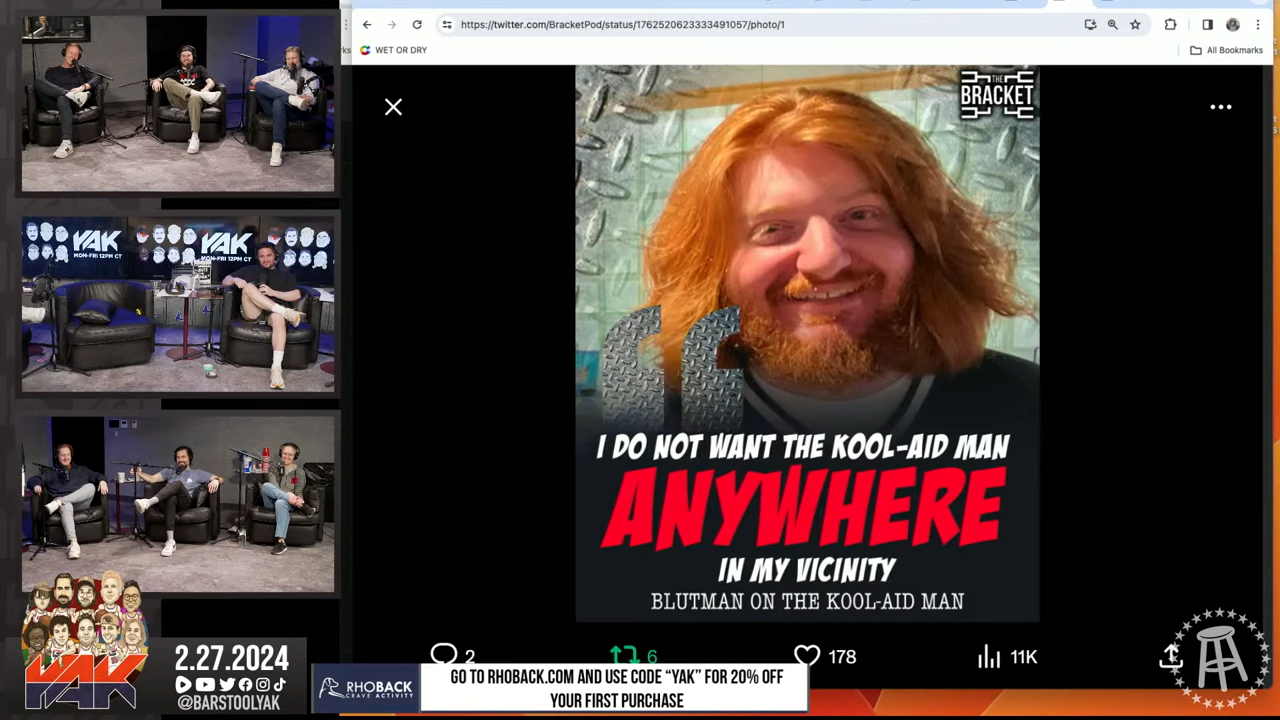 https://twitter.com/BracketPod/status/1762520623333491057/photo/1
WET OR DRY
All Bookmarks
THE
BRACKET
YAK
MON-FRI 12PM CT
YAK
MON-FRI 12PM CT
I DO NOT WANT THE KOOL-AID MAN
ANYWHERE
IN MY VICINITY
BLUTMAN ON THE KOOL-AID MAN
2
6
178
11K
YAK
2.27.2024
@BARSTOOLYAK
RHOBACK
CRAVE ACTIVITY
GO TO RHOBACK.COM AND USE CODE "YAK" FOR 20% OFF
YOUR FIRST PURCHASE